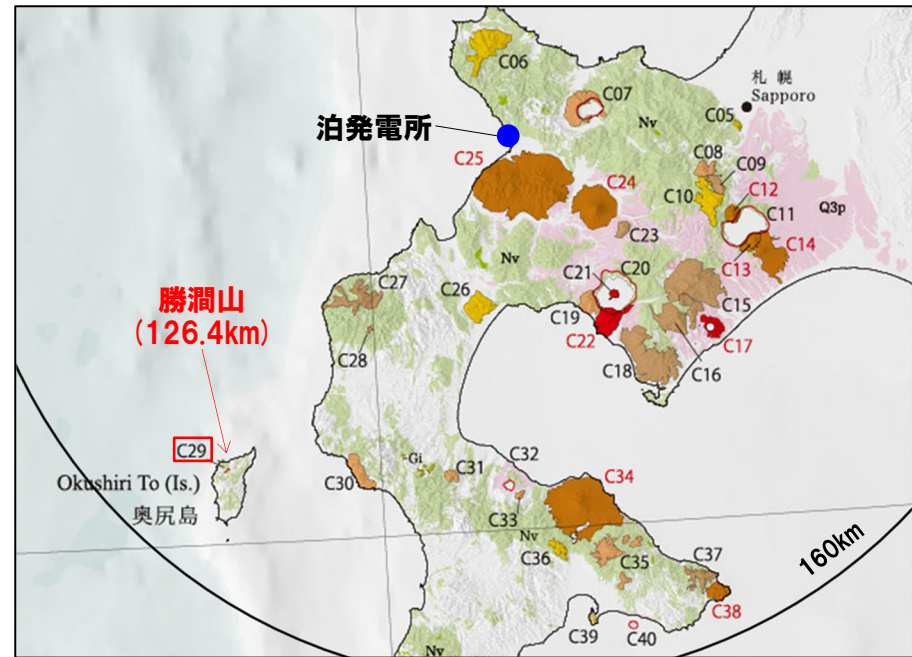 C06
C07
札幌
Sapporo
C05
泊発電所
Nv
C25
C08
C09
C24
C10
C12
C11
Q3p
C23
C14
Nv
C13
C27
C21
C20
C26
C15
勝澗山
(126.4km)
C19
C22
C17
C28
C18
C16
C29
Gi
C32
C31
C34
Okushiri To (Is.)
C30
奥尻島
C33
Nv
C36
C35
C37
160km
C38
C39
C40
Nv